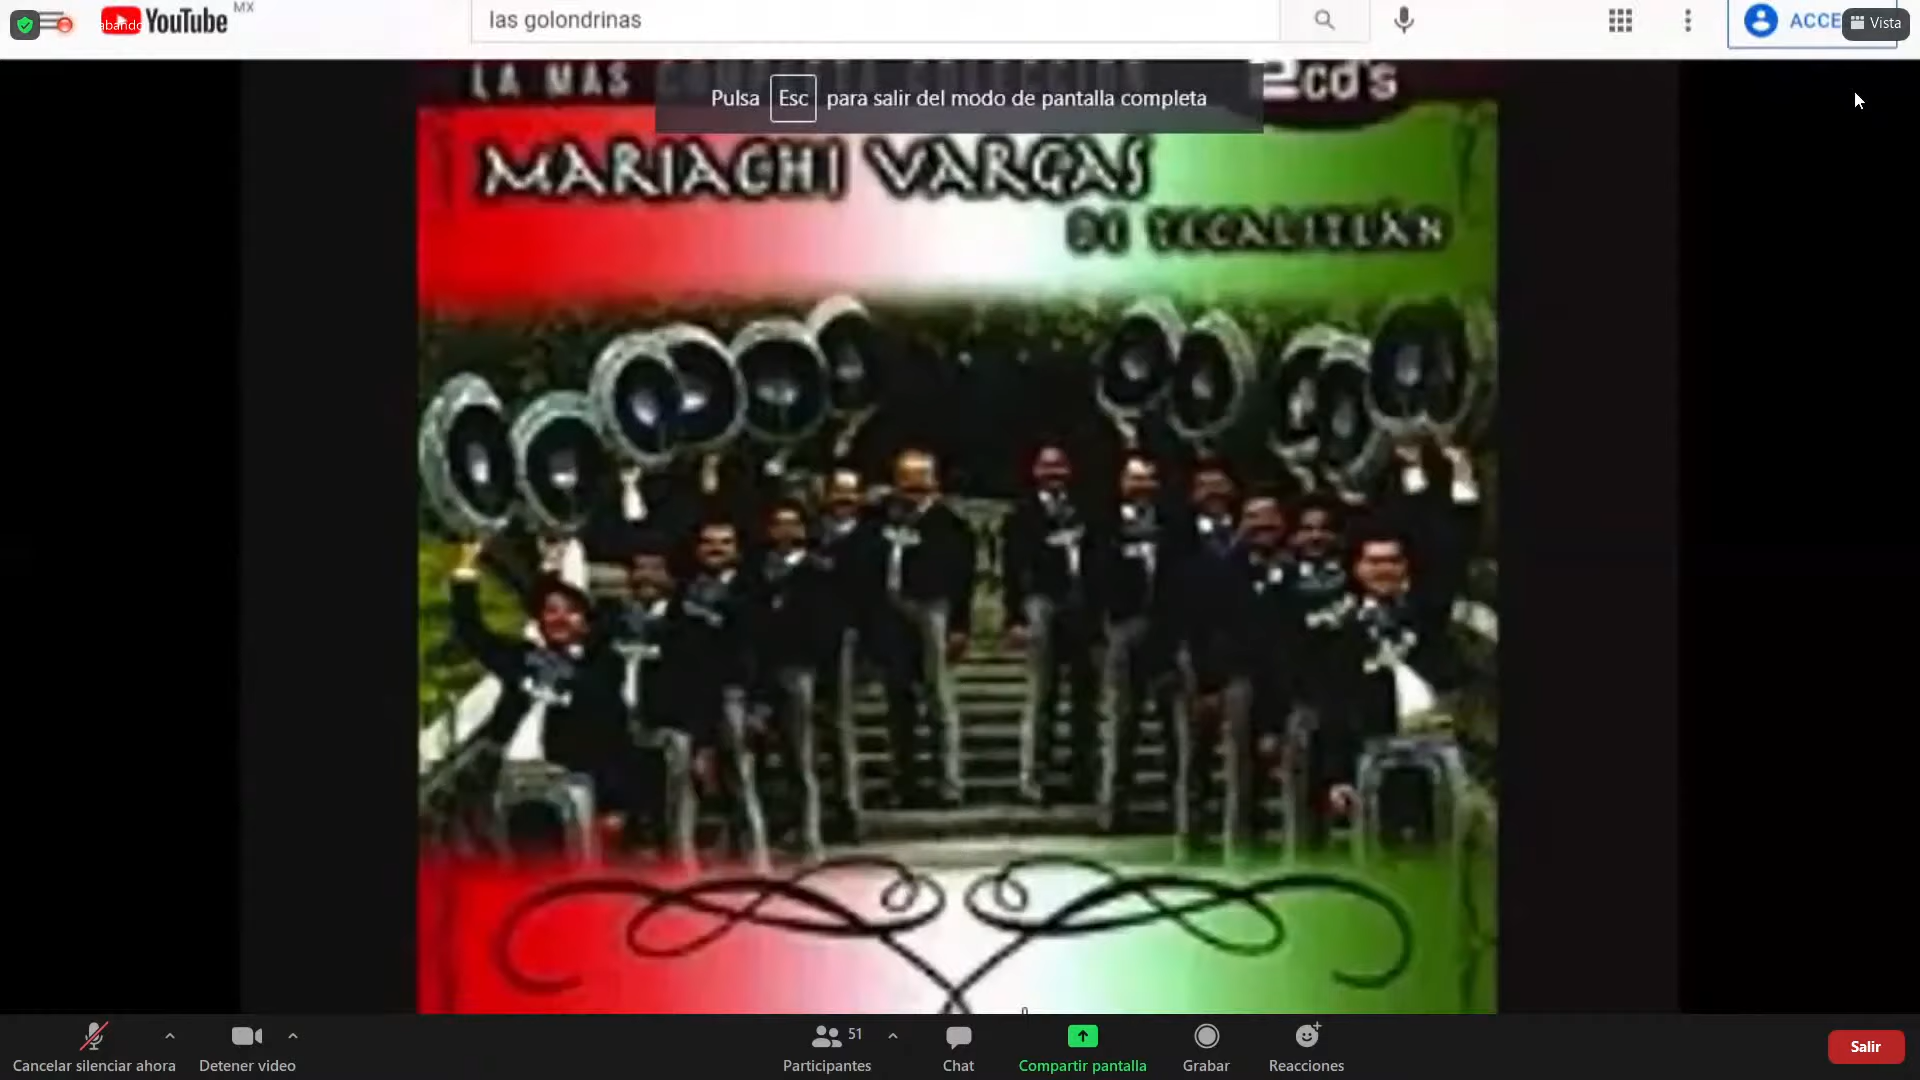 YouTube MX
las golondrinas
ACCE
Vista
LA MAS
2cd's
Pulsa Esc para salir del modo de pantalla completa
MARIACHI VARGAS
DE TECALITLÁN
Cancelar silenciar ahora
Detener video
51
Participantes
Chat
Compartir pantalla
Grabar
Reacciones
Salir